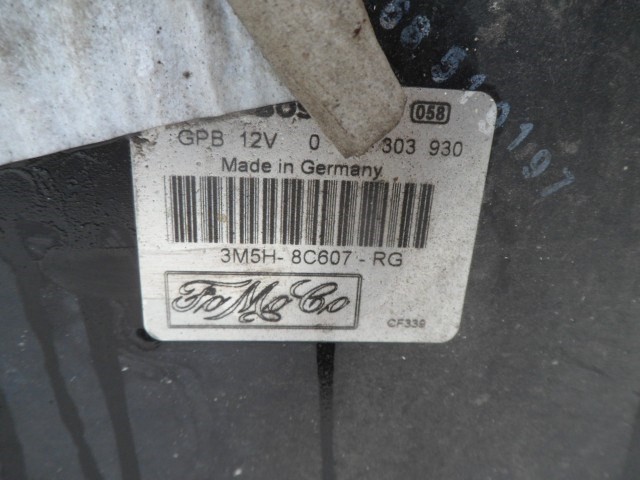 058
GPB 12V 0 303 930
Made in Germany
3M5H- 8C607 -RG
FoMoCo
CF339